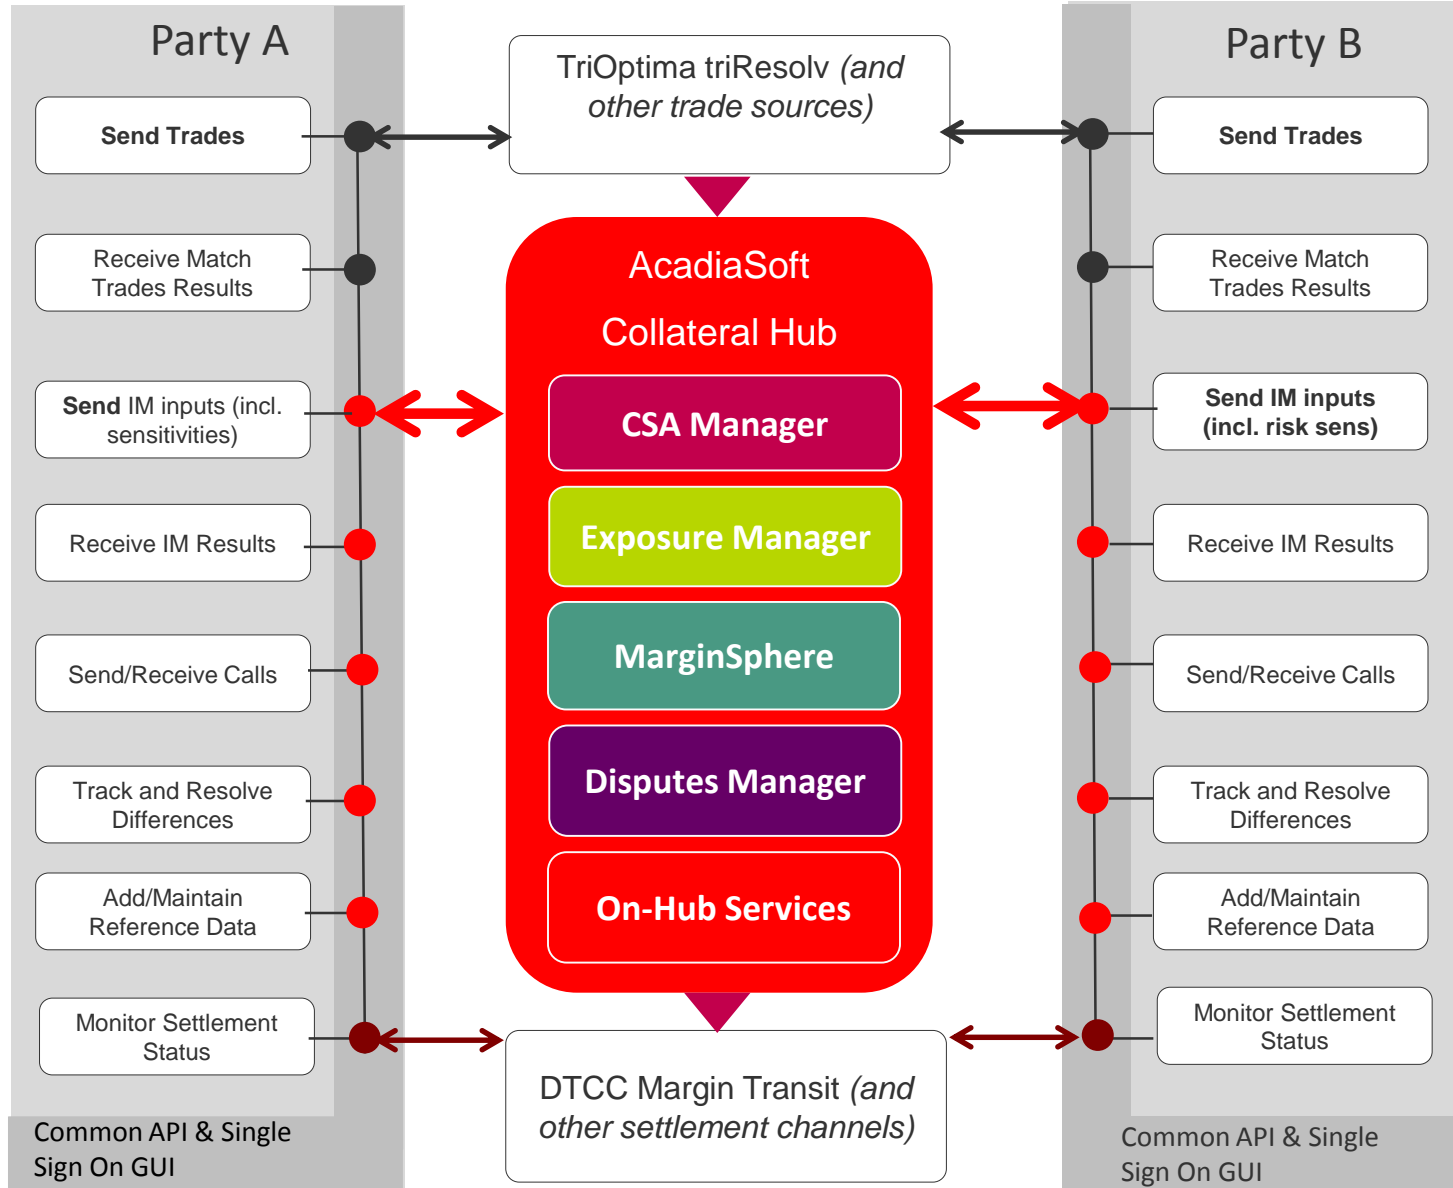 Party A
Send Trades
Receive Match
Trades Results
Send IM inputs (incl.
sensitivities)
Receive IM Results
Send/Receive Calls
Track and Resolve
Differences
Add/Maintain
Reference Data
Monitor Settlement
Status
Common API & Single
Sign On GUI
TriOptima triResolv (and
other trade sources)
AcadiaSoft
Collateral Hub
CSA Manager
Exposure Manager
MarginSphere
Disputes Manager
On-Hub Services
DTCC Margin Transit (and
other settlement channels)
Party B
Send Trades
Receive Match
Trades Results
Send IM inputs
(incl. risk sens)
Receive IM Results
Send/Receive Calls
Track and Resolve
Differences
Add/Maintain
Reference Data
Monitor Settlement
Status
Common API & Single
Sign On GUI